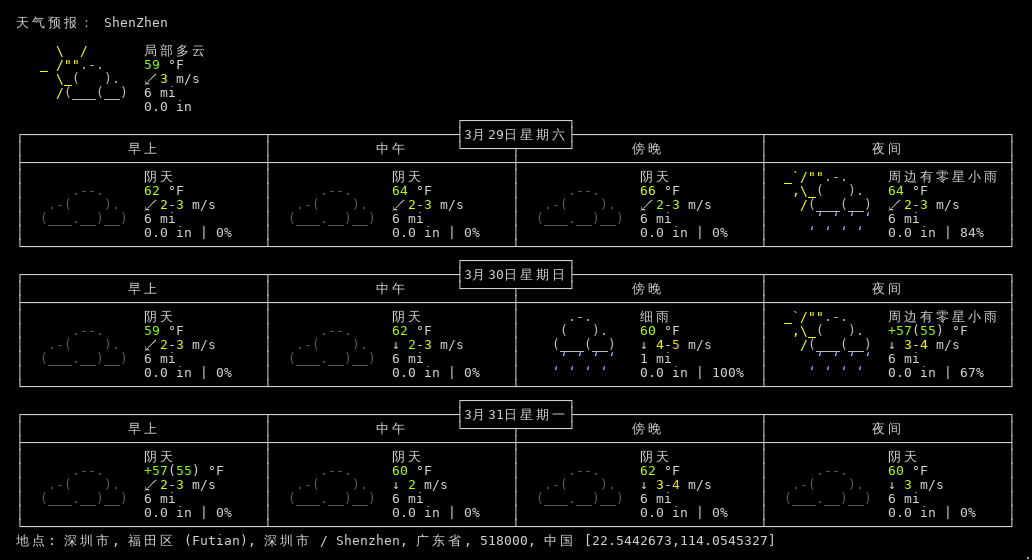 天气预报： ShenZhen
局部多云
59 °F
↙3 m/s
6 mi
0.0 in
3月29日星期六
早上 中午 傍晚 夜间
阴天 阴天 阴天 周边有零星小雨
62 °F 64 °F 66 °F 64 °F
↙2-3 m/s ↙2-3 m/s ↙2-3 m/s ↙2-3 m/s
6 mi 6 mi 6 mi 6 mi
0.0 in | 0% 0.0 in | 0% 0.0 in | 0% 0.0 in | 84%
3月30日星期日
早上 中午 傍晚 夜间
阴天 阴天 细雨 周边有零星小雨
59 °F 62 °F 60 °F +57(55) °F
↙2-3 m/s ↓ 2-3 m/s ↓ 4-5 m/s ↓ 3-4 m/s
6 mi 6 mi 1 mi 6 mi
0.0 in | 0% 0.0 in | 0% 0.0 in | 100% 0.0 in | 67%
3月31日星期一
早上 中午 傍晚 夜间
阴天 阴天 阴天 阴天
+57(55) °F 60 °F 62 °F 60 °F
↙2-3 m/s ↓ 2 m/s ↓ 3-4 m/s ↓ 3 m/s
6 mi 6 mi 6 mi 6 mi
0.0 in | 0% 0.0 in | 0% 0.0 in | 0% 0.0 in | 0%
地点: 深圳市, 福田区 (Futian), 深圳市 / Shenzhen, 广东省, 518000, 中国 [22.5442673,114.0545327]